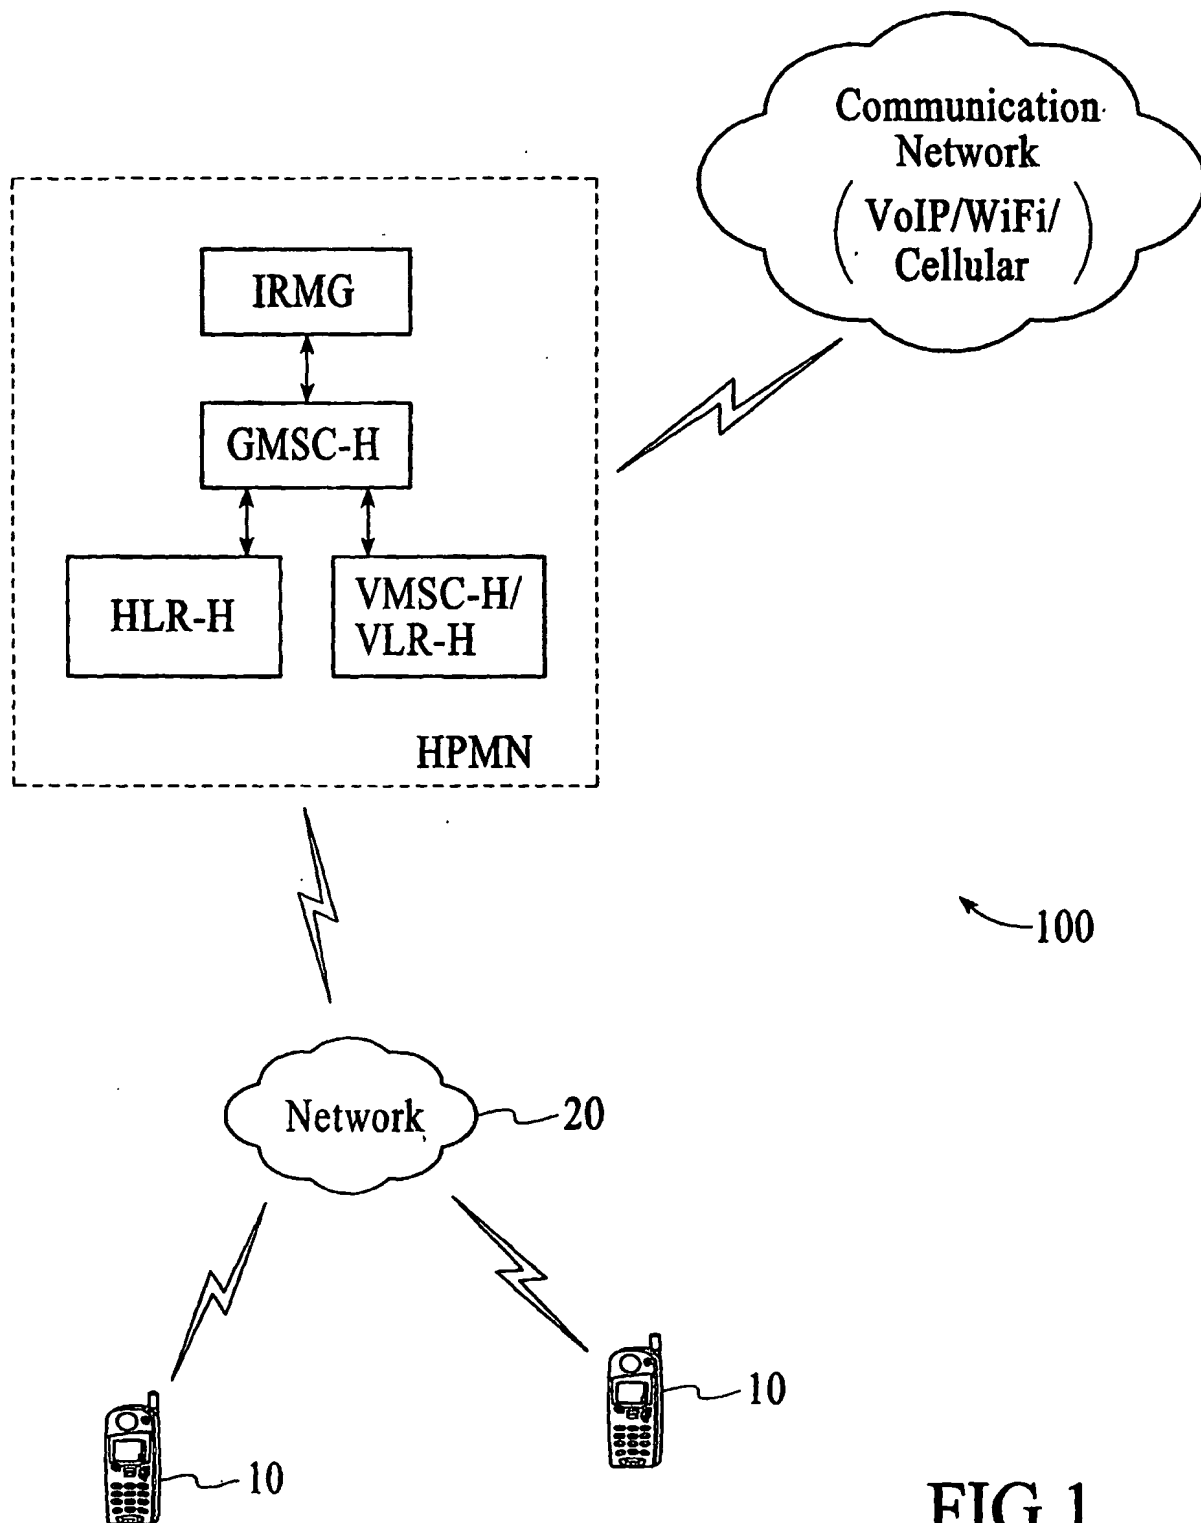 Communication
Network
(VoIP/WiFi/
Cellular)
IRMG
GMSC-H
HLR-H
VMSC-H/
VLR-H
HPMN
100
Network
20
10
10
FIG.1